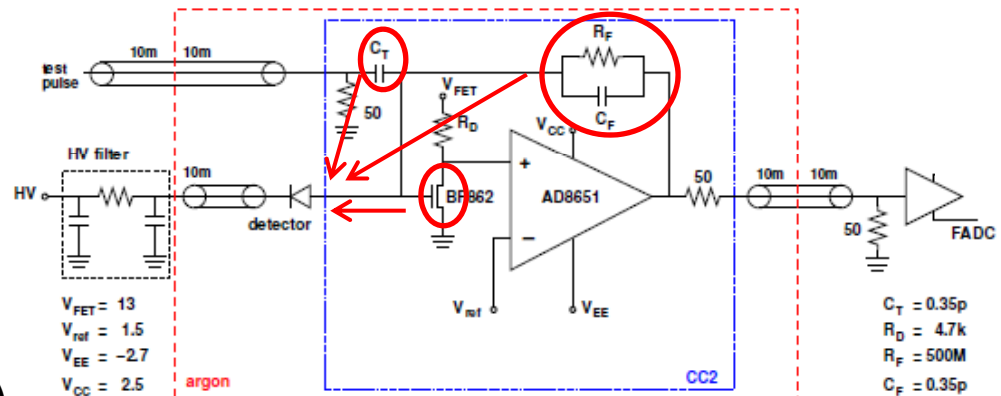 10m 10m
test
pulse
C_T
50
R_F
C_F
V_FET
R_D
V_CC
HV filter
HV
10m
detector
BF862
+
−
AD8651
50
10m 10m
50
FADC
V_ref
V_EE
V_FET = 13
V_ref = 1.5
V_EE = −2.7
V_CC = 2.5
argon
CC2
C_T = 0.35p
R_D = 4.7k
R_F = 500M
C_F = 0.35p